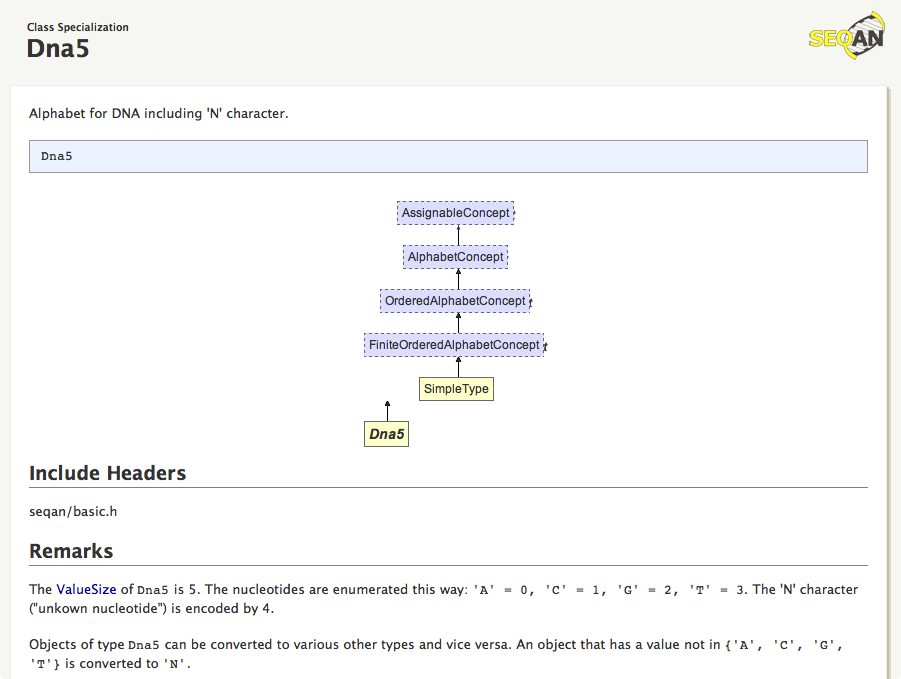 Class Specialization
Dna5
SEQAN
Alphabet for DNA including 'N' character.
Dna5
AssignableConcept
AlphabetConcept
OrderedAlphabetConcept
FiniteOrderedAlphabetConcept
SimpleType
Dna5
Include Headers
seqan/basic.h
Remarks
The ValueSize of Dna5 is 5. The nucleotides are enumerated this way: 'A' = 0, 'C' = 1, 'G' = 2, 'T' = 3. The 'N' character
("unkown nucleotide") is encoded by 4.
Objects of type Dna5 can be converted to various other types and vice versa. An object that has a value not in {'A', 'C', 'G',
'T'} is converted to 'N'.